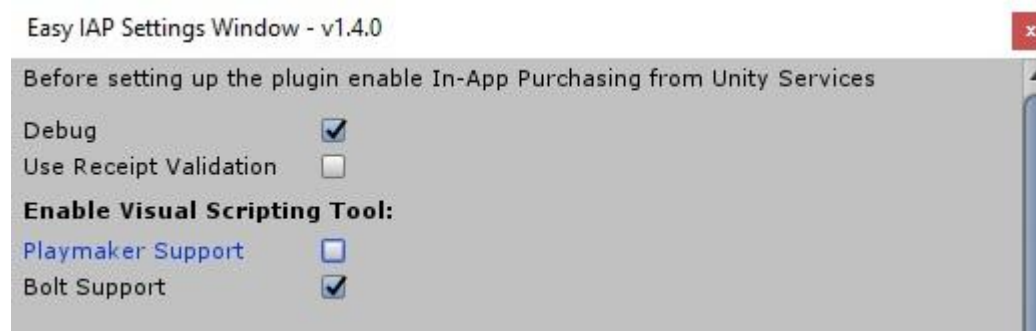 Easy IAP Settings Window - v1.4.0
x
Before setting up the plugin enable In-App Purchasing from Unity Services
Debug
Use Receipt Validation
Enable Visual Scripting Tool:
Playmaker Support
Bolt Support